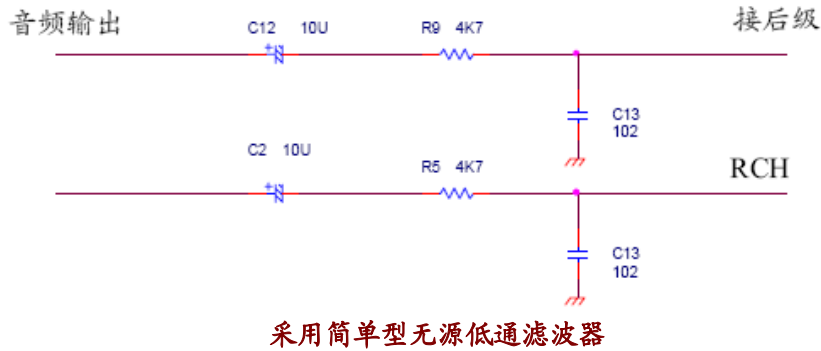 音频输出
接后级
C12 10U
R9 4K7
C13
102
C2 10U
R5 4K7
RCH
C13
102
采用简单型无源低通滤波器